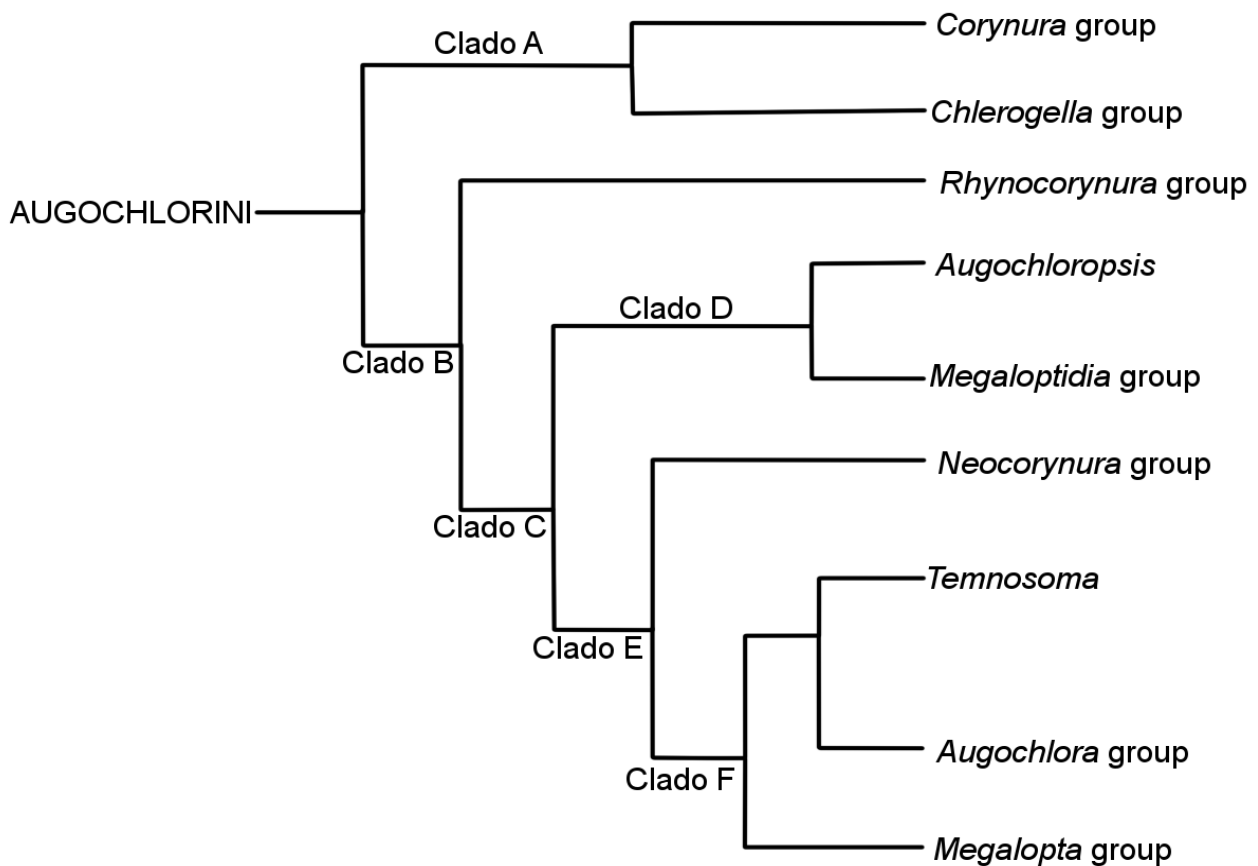 Corynura group
Clado A
Chlerogella group
Rhynocorynura group
AUGOCHLORINI
Augochloropsis
Clado D
Clado B
Megaloptidia group
Neocorynura group
Clado C
Temnosoma
Clado E
Augochlora group
Clado F
Megalopta group